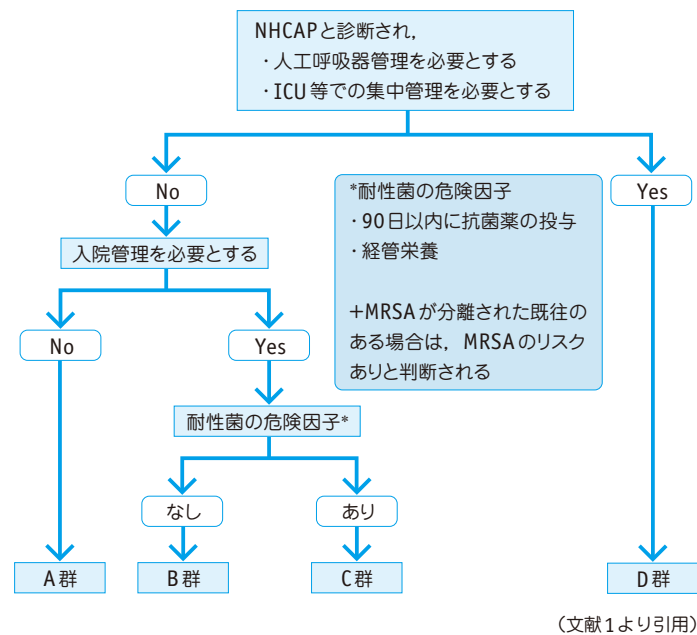 NHCAPと診断され，
・人工呼吸器管理を必要とする
・ICU等での集中管理を必要とする
No
Yes
*耐性菌の危険因子
・90日以内に抗菌薬の投与
・経管栄養
+MRSAが分離された既往の
ある場合は，MRSAのリスク
ありと判断される
入院管理を必要とする
No
Yes
耐性菌の危険因子*
なし
あり
A群
B群
C群
D群
（文献1より引用）